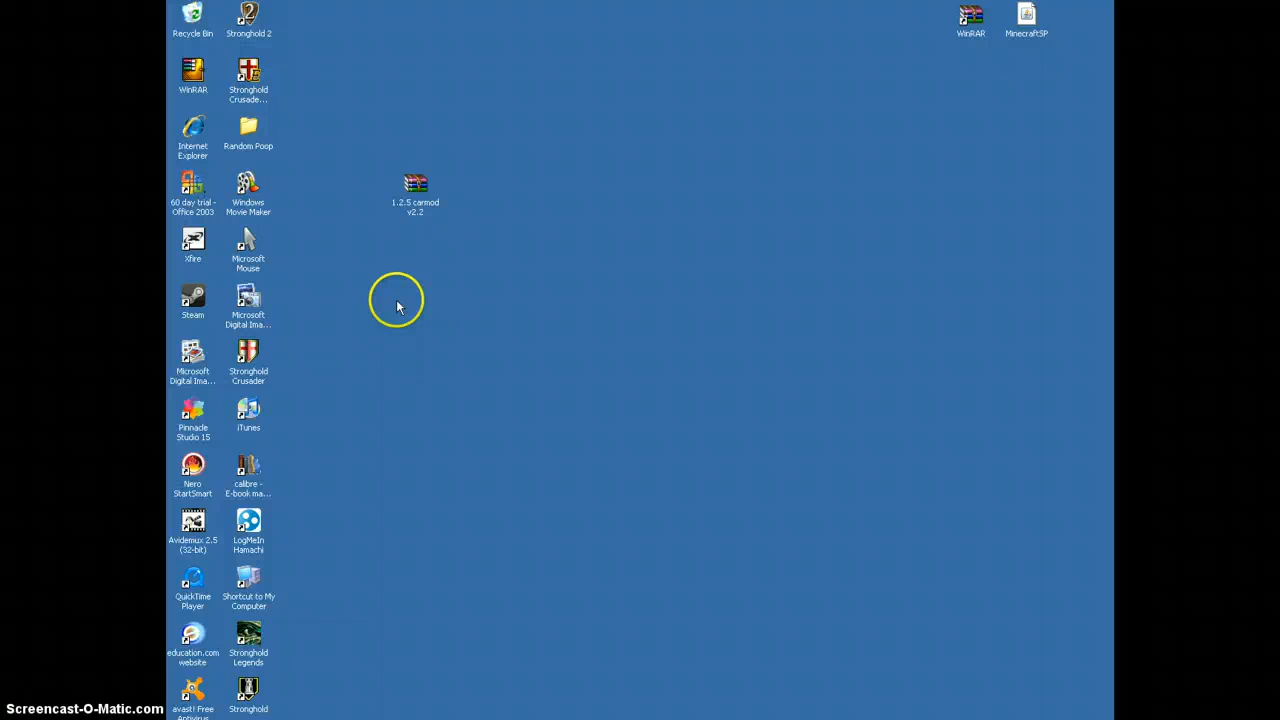 Recycle Bin
Stronghold 2
WinRAR
MinecraftSP
WinRAR
Stronghold
Crusade...
Internet
Explorer
Random Poop
60 day trial -
Office 2003
Windows
Movie Maker
1.2.5 carmod
v2.2
Xfire
Microsoft
Mouse
Steam
Microsoft
Digital Ima...
Microsoft
Digital Ima...
Stronghold
Crusader
Pinnacle
Studio 15
iTunes
Nero
StartSmart
calibre -
E-book ma...
Avidemux 2.5
(32-bit)
LogMeIn
Hamachi
QuickTime
Player
Shortcut to My
Computer
education.com
website
Stronghold
Legends
avast! Free
Antivirus
Stronghold
Screencast-O-Matic.com